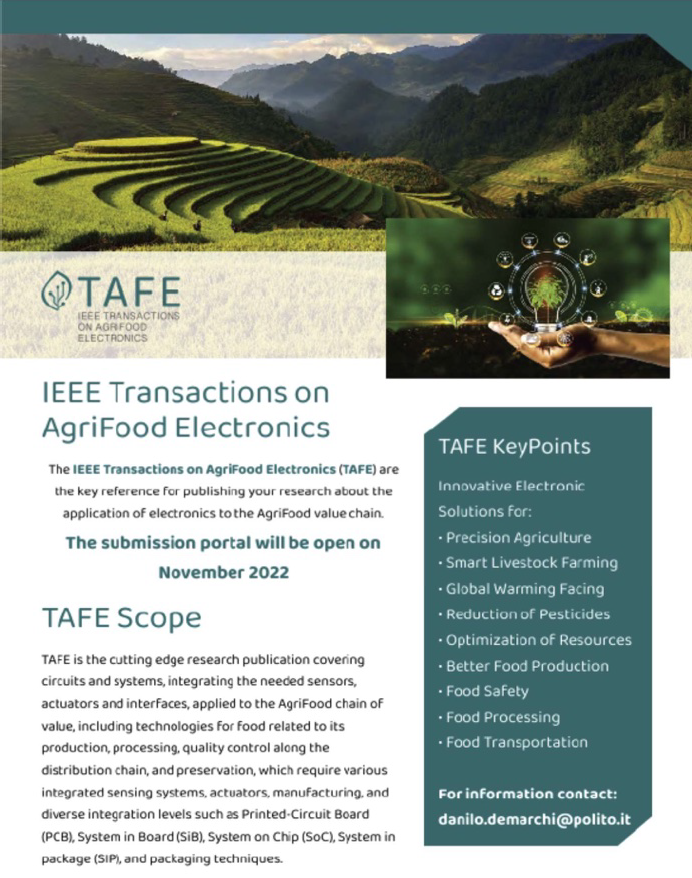 TAFE
IEEE TRANSACTIONS
ON AGRIFOOD
ELECTRONICS
IEEE Transactions on
AgriFood Electronics
The IEEE Transactions on AgriFood Electronics (TAFE) are
the key reference for publishing your research about the
application of electronics to the AgriFood value chain.
The submission portal will be open on
November 2022
TAFE Scope
TAFE is the cutting edge research publication covering
circuits and systems, integrating the needed sensors,
actuators and interfaces, applied to the AgriFood chain of
value, including technologies for food related to its
production, processing, quality control along the
distribution chain, and preservation, which require various
integrated sensing systems, actuators, manufacturing, and
diverse integration levels such as Printed-Circuit Board
(PCB), System in Board (SiB), System on Chip (SoC), System in
package (SIP), and packaging techniques.
TAFE KeyPoints
Innovative Electronic
Solutions for:
• Precision Agriculture
• Smart Livestock Farming
• Global Warming Facing
• Reduction of Pesticides
• Optimization of Resources
• Better Food Production
• Food Safety
• Food Processing
• Food Transportation
For information contact:
danilo.demarchi@polito.it